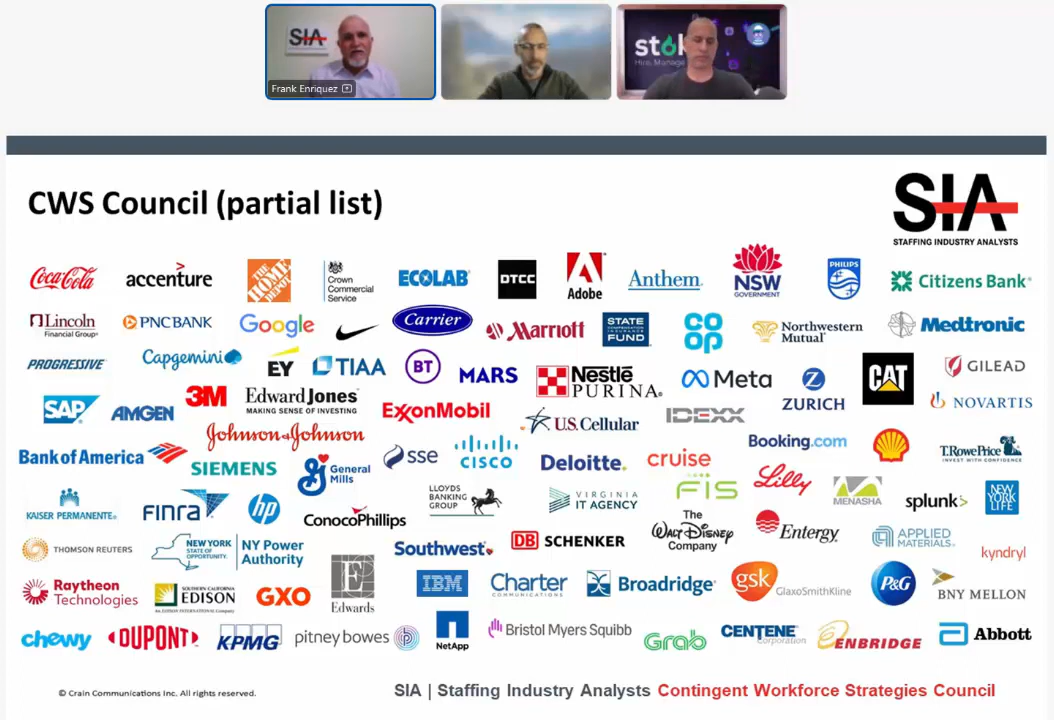 SIA
Frank Enriquez
Hire. Manage.
CWS Council (partial list)
SIA
STAFFING INDUSTRY ANALYSTS
Coca-Cola
accenture
THE HOME DEPOT
Crown
Commercial
Service
ECOLAB
DTCC
Adobe
Anthem
NSW
GOVERNMENT
PHILIPS
Citizens Bank
Lincoln
Financial Group
PNC BANK
Google
Carrier
Marriott
STATE
COMPENSATION
INSURANCE
FUND
CO
OP
Northwestern
Mutual
Medtronic
PROGRESSIVE
Capgemini
EY
TIAA
BT
MARS
Nestlé
PURINA
Meta
Z
ZURICH
CAT
GILEAD
SAP
AMGEN
3M
Edward Jones
MAKING SENSE OF INVESTING
ExxonMobil
U.S. Cellular
IDEXX
NOVARTIS
Bank of America
Johnson & Johnson
SIEMENS
G
General
Mills
sse
CISCO
Deloitte.
cruise
FIS
Booking.com
Lilly
T.RowePrice
INVEST WITH CONFIDENCE
KAISER PERMANENTE
FINRA
hp
ConocoPhillips
LLOYDS
BANKING
GROUP
VIRGINIA
IT AGENCY
The
Walt Disney
Company
MENASHA
splunk>
NEW
YORK
LIFE
Entergy
APPLIED
MATERIALS
kyndryl
THOMSON REUTERS
NEW YORK
STATE OF
OPPORTUNITY.
NY Power
Authority
Southwest
DB SCHENKER
Raytheon
Technologies
SOUTHERN CALIFORNIA
EDISON
An EDISON INTERNATIONAL Company
GXO
E
Edwards
IBM
Charter
COMMUNICATIONS
Broadridge
gsk
GlaxoSmithKline
P&G
BNY MELLON
chewy
DUPONT
KPMG
pitney bowes
NetApp
Bristol Myers Squibb
Grab
CENTENE
Corporation
ENBRIDGE
Abbott
© Crain Communications Inc. All rights reserved.
SIA | Staffing Industry Analysts Contingent Workforce Strategies Council